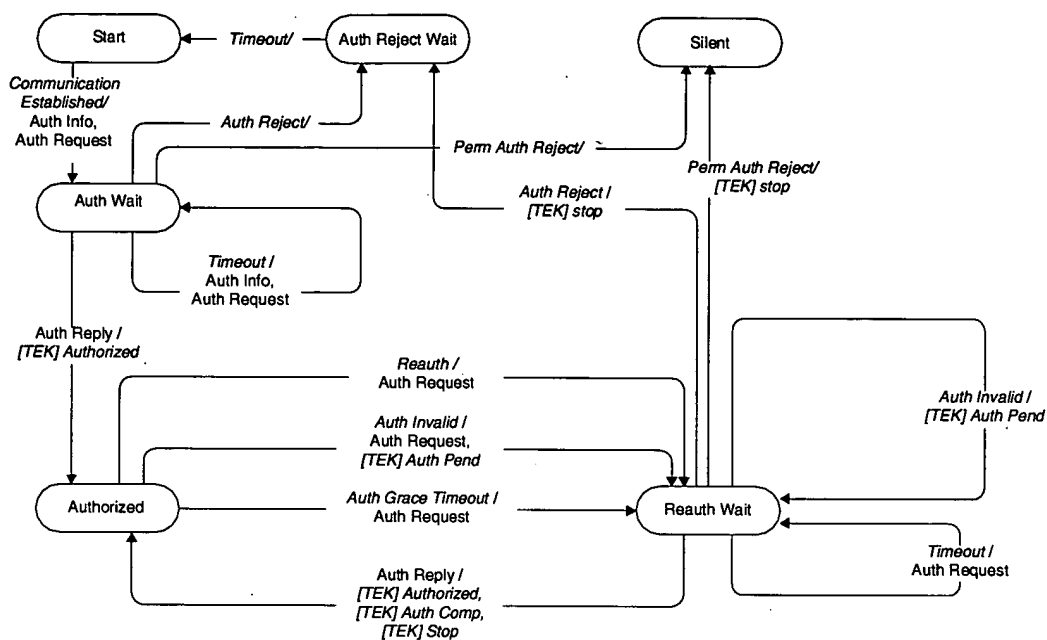 Start
Timeout/
Auth Reject Wait
Silent
Communication
Established/
Auth Info,
Auth Request
Auth Reject/
Perm Auth Reject/
Perm Auth Reject/
[TEK] stop
Auth Reject /
[TEK] stop
Auth Wait
Timeout /
Auth Info,
Auth Request
Auth Reply /
[TEK] Authorized
Reauth /
Auth Request
Auth Invalid /
Auth Request,
[TEK] Auth Pend
Auth Invalid /
[TEK] Auth Pend
Authorized
Auth Grace Timeout /
Auth Request
Reauth Wait
Timeout /
Auth Request
Auth Reply /
[TEK] Authorized,
[TEK] Auth Comp,
[TEK] Stop